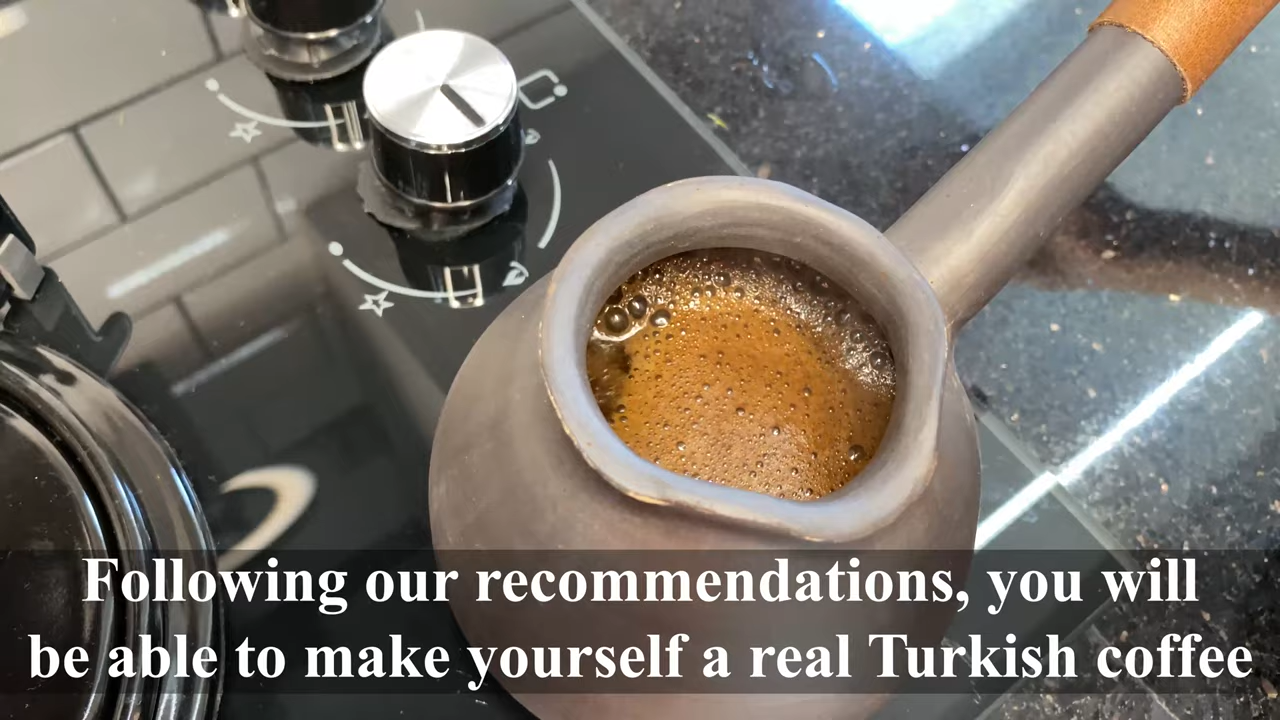 Following our recommendations, you will
be able to make yourself a real Turkish coffee